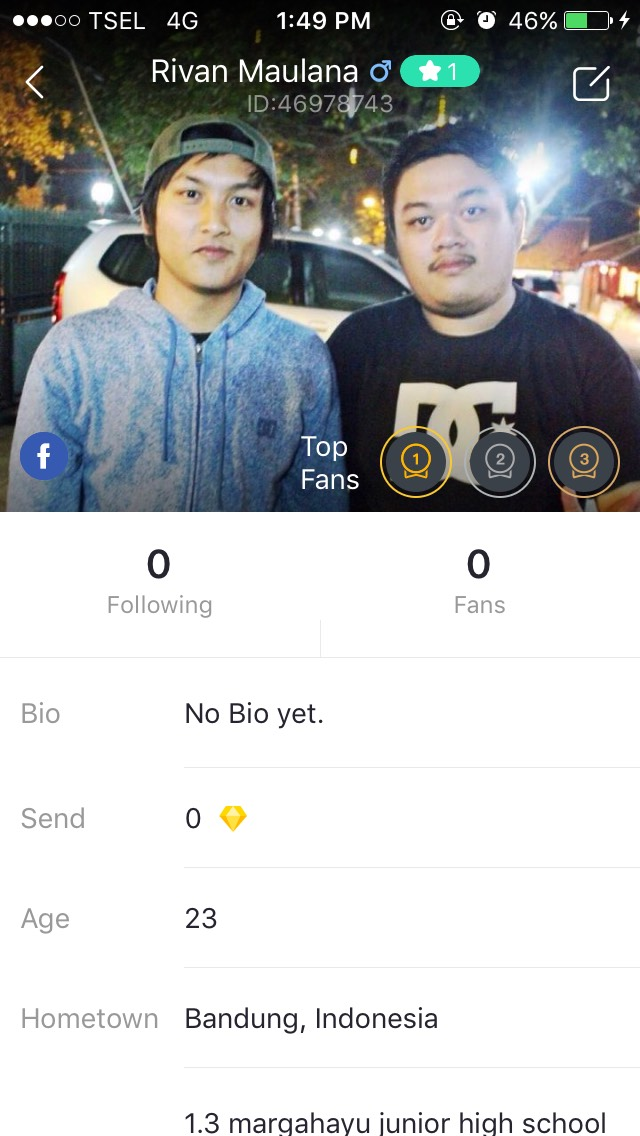 TSEL 4G 1:49 PM 46%
Rivan Maulana 1
ID:46978743
DC
f
Top
Fans
1 2 3
0 0
Following Fans
Bio No Bio yet.
Send 0
Age 23
Hometown Bandung, Indonesia
1.3 margahayu junior high school